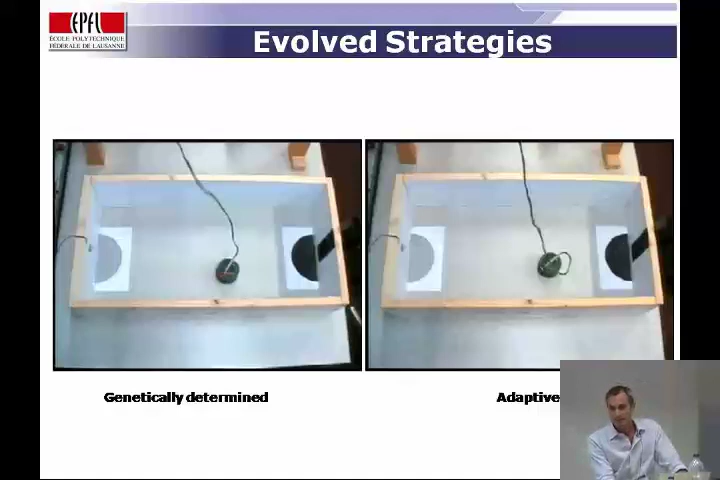 EPFL
ÉCOLE POLYTECHNIQUE
FÉDÉRALE DE LAUSANNE
Evolved Strategies
Genetically determined
Adaptive